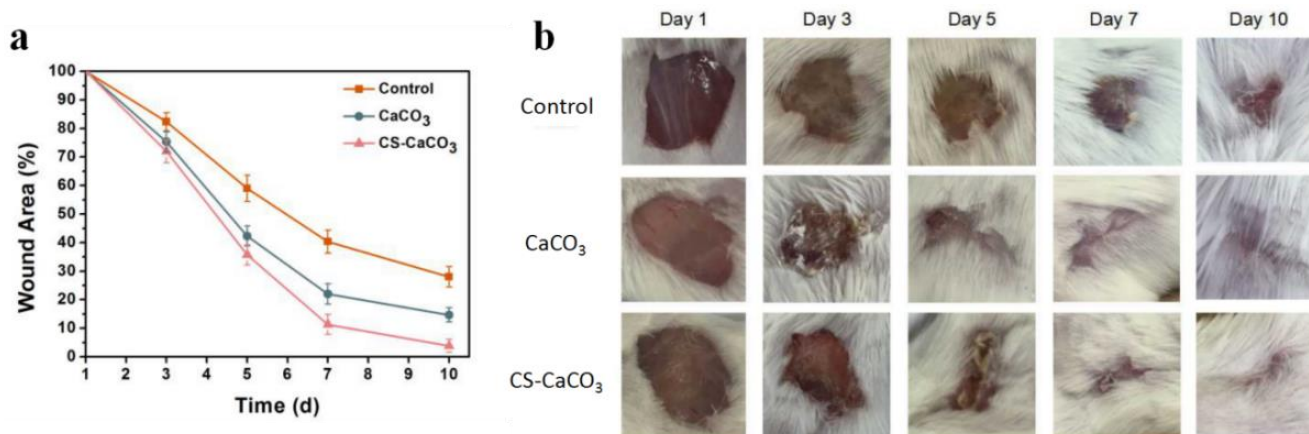 a
100
90
80
70
60
50
40
30
20
10
0
Wound Area (%)
Control
CaCO₃
CS-CaCO₃
1 2 3 4 5 6 7 8 9 10
Time (d)
b
Day 1 Day 3 Day 5 Day 7 Day 10
Control
CaCO₃
CS-CaCO₃